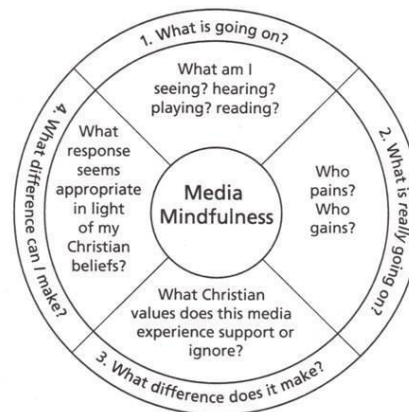 1. What is going on?
What am I
seeing? hearing?
playing? reading?
2. What is really going on?
Who
pains?
Who
gains?
3. What difference does it make?
What Christian
values does this media
experience support or
ignore?
4. What difference can I make?
What
response
seems
appropriate
in light
of my
Christian
beliefs?
Media
Mindfulness